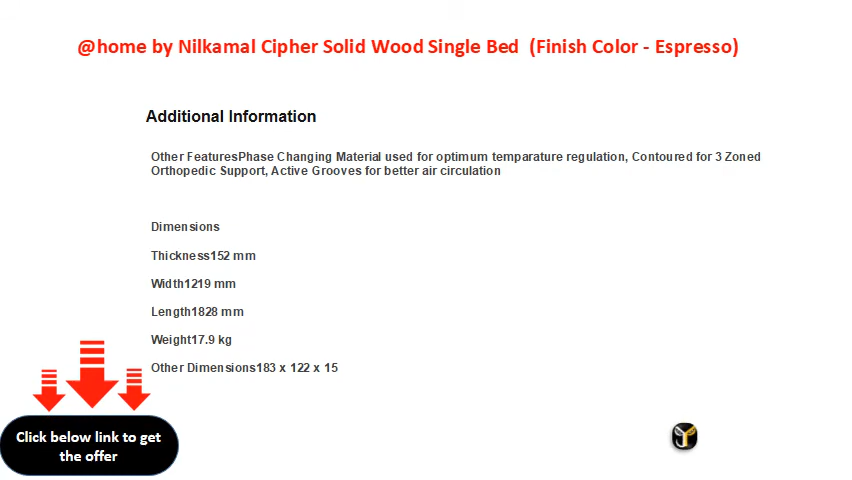 @home by Nilkamal Cipher Solid Wood Single Bed (Finish Color - Espresso)
Additional Information
Other FeaturesPhase Changing Material used for optimum temparature regulation, Contoured for 3 Zoned
Orthopedic Support, Active Grooves for better air circulation
Dimensions
Thickness152 mm
Width1219 mm
Length1828 mm
Weight17.9 kg
Other Dimensions183 x 122 x 15
Click below link to get
the offer